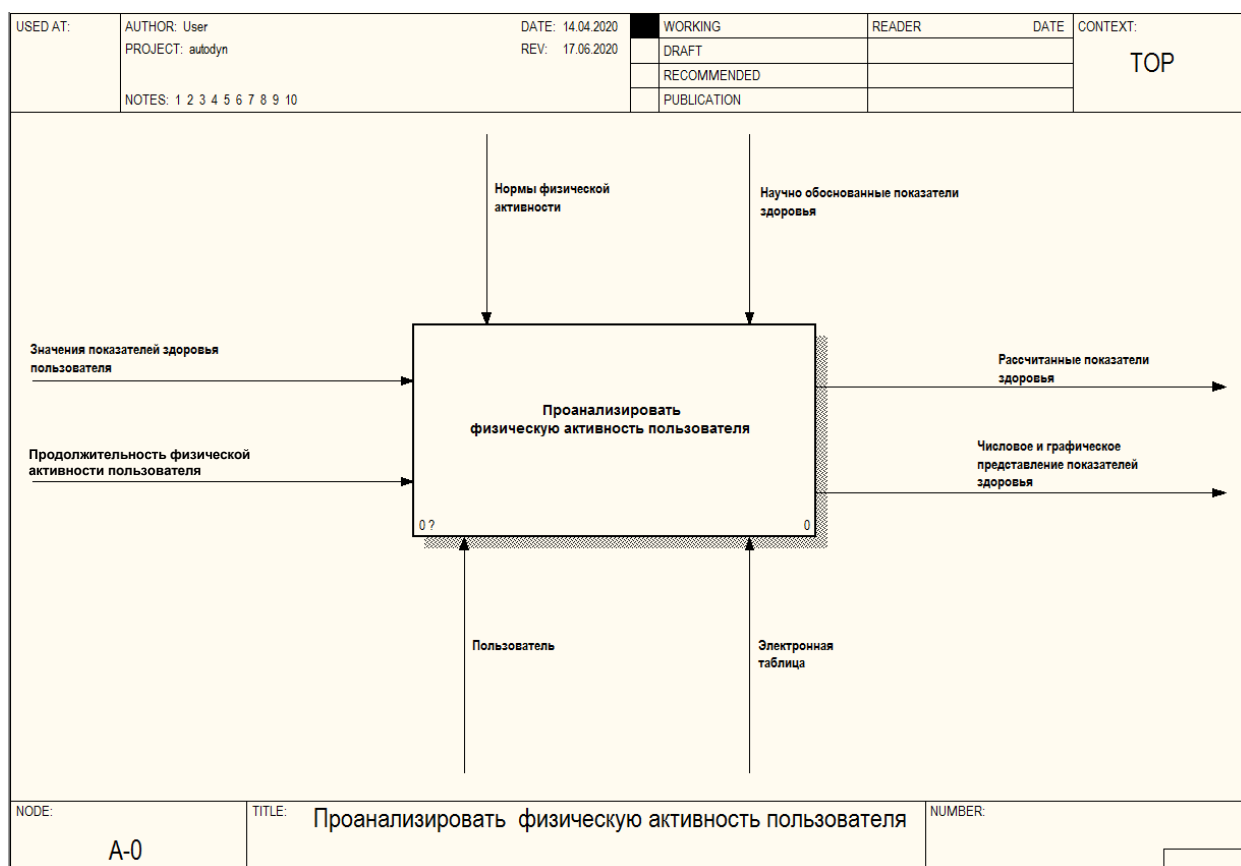 USED AT:
AUTHOR: User
DATE: 14.04.2020
WORKING
READER
DATE
CONTEXT:
PROJECT: autodyn
REV: 17.06.2020
DRAFT
TOP
RECOMMENDED
NOTES: 1 2 3 4 5 6 7 8 9 10
PUBLICATION
Нормы физической
активности
Научно обоснованные показатели
здоровья
Значения показателей здоровья
пользователя
Рассчитанные показатели
здоровья
Проанализировать
физическую активность пользователя
Продолжительность физической
активности пользователя
Числовое и графическое
представление показателей
здоровья
0 ?
0
Пользователь
Электронная
таблица
NODE:
A-0
TITLE:
Проанализировать физическую активность пользователя
NUMBER: